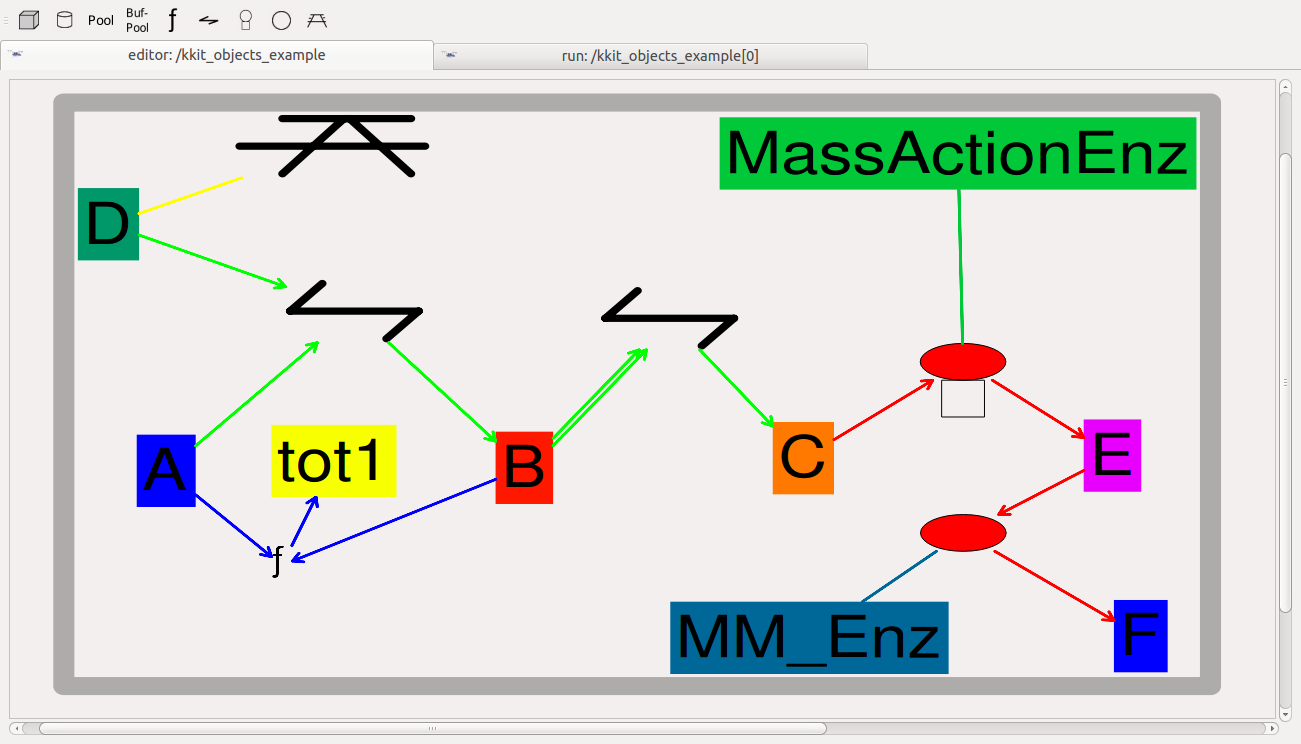 Pool
Buf-
Pool
ƒ
editor: /kkit_objects_example
run: /kkit_objects_example[0]
MassActionEnz
D
A
tot1
B
C
E
ƒ
MM_Enz
F